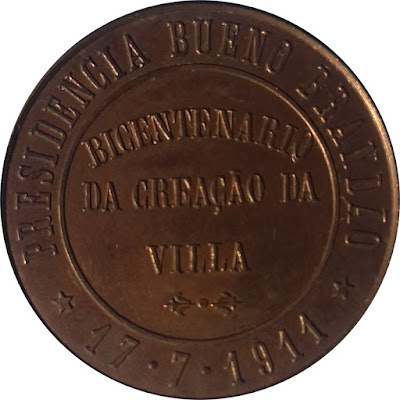 PRESIDENCIA BUENO BRANDÃO
BICENTENARIO
DA CREAÇÃO DA
VILLA
17·7·1911